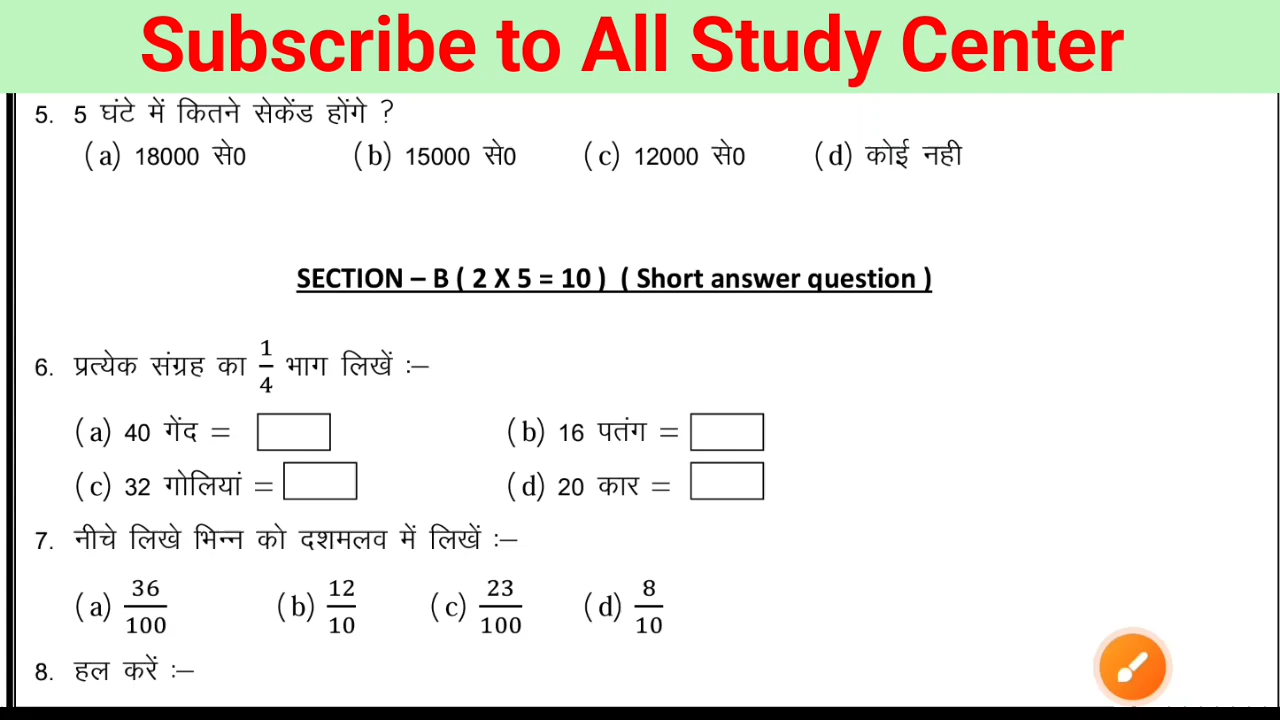 Subscribe to All Study Center
5. 5 घंटे में कितने सेकेंड होंगे ?
(a) 18000 से0 (b) 15000 से0 (c) 12000 से0 (d) कोई नही
SECTION – B ( 2 X 5 = 10 ) ( Short answer question )
6. प्रत्येक संग्रह का 1/4 भाग लिखें :–
(a) 40 गेंद = (b) 16 पतंग =
(c) 32 गोलियां = (d) 20 कार =
7. नीचे लिखे भिन्न को दशमलव में लिखें :–
(a) 36/100 (b) 12/10 (c) 23/100 (d) 8/10
8. हल करें :–